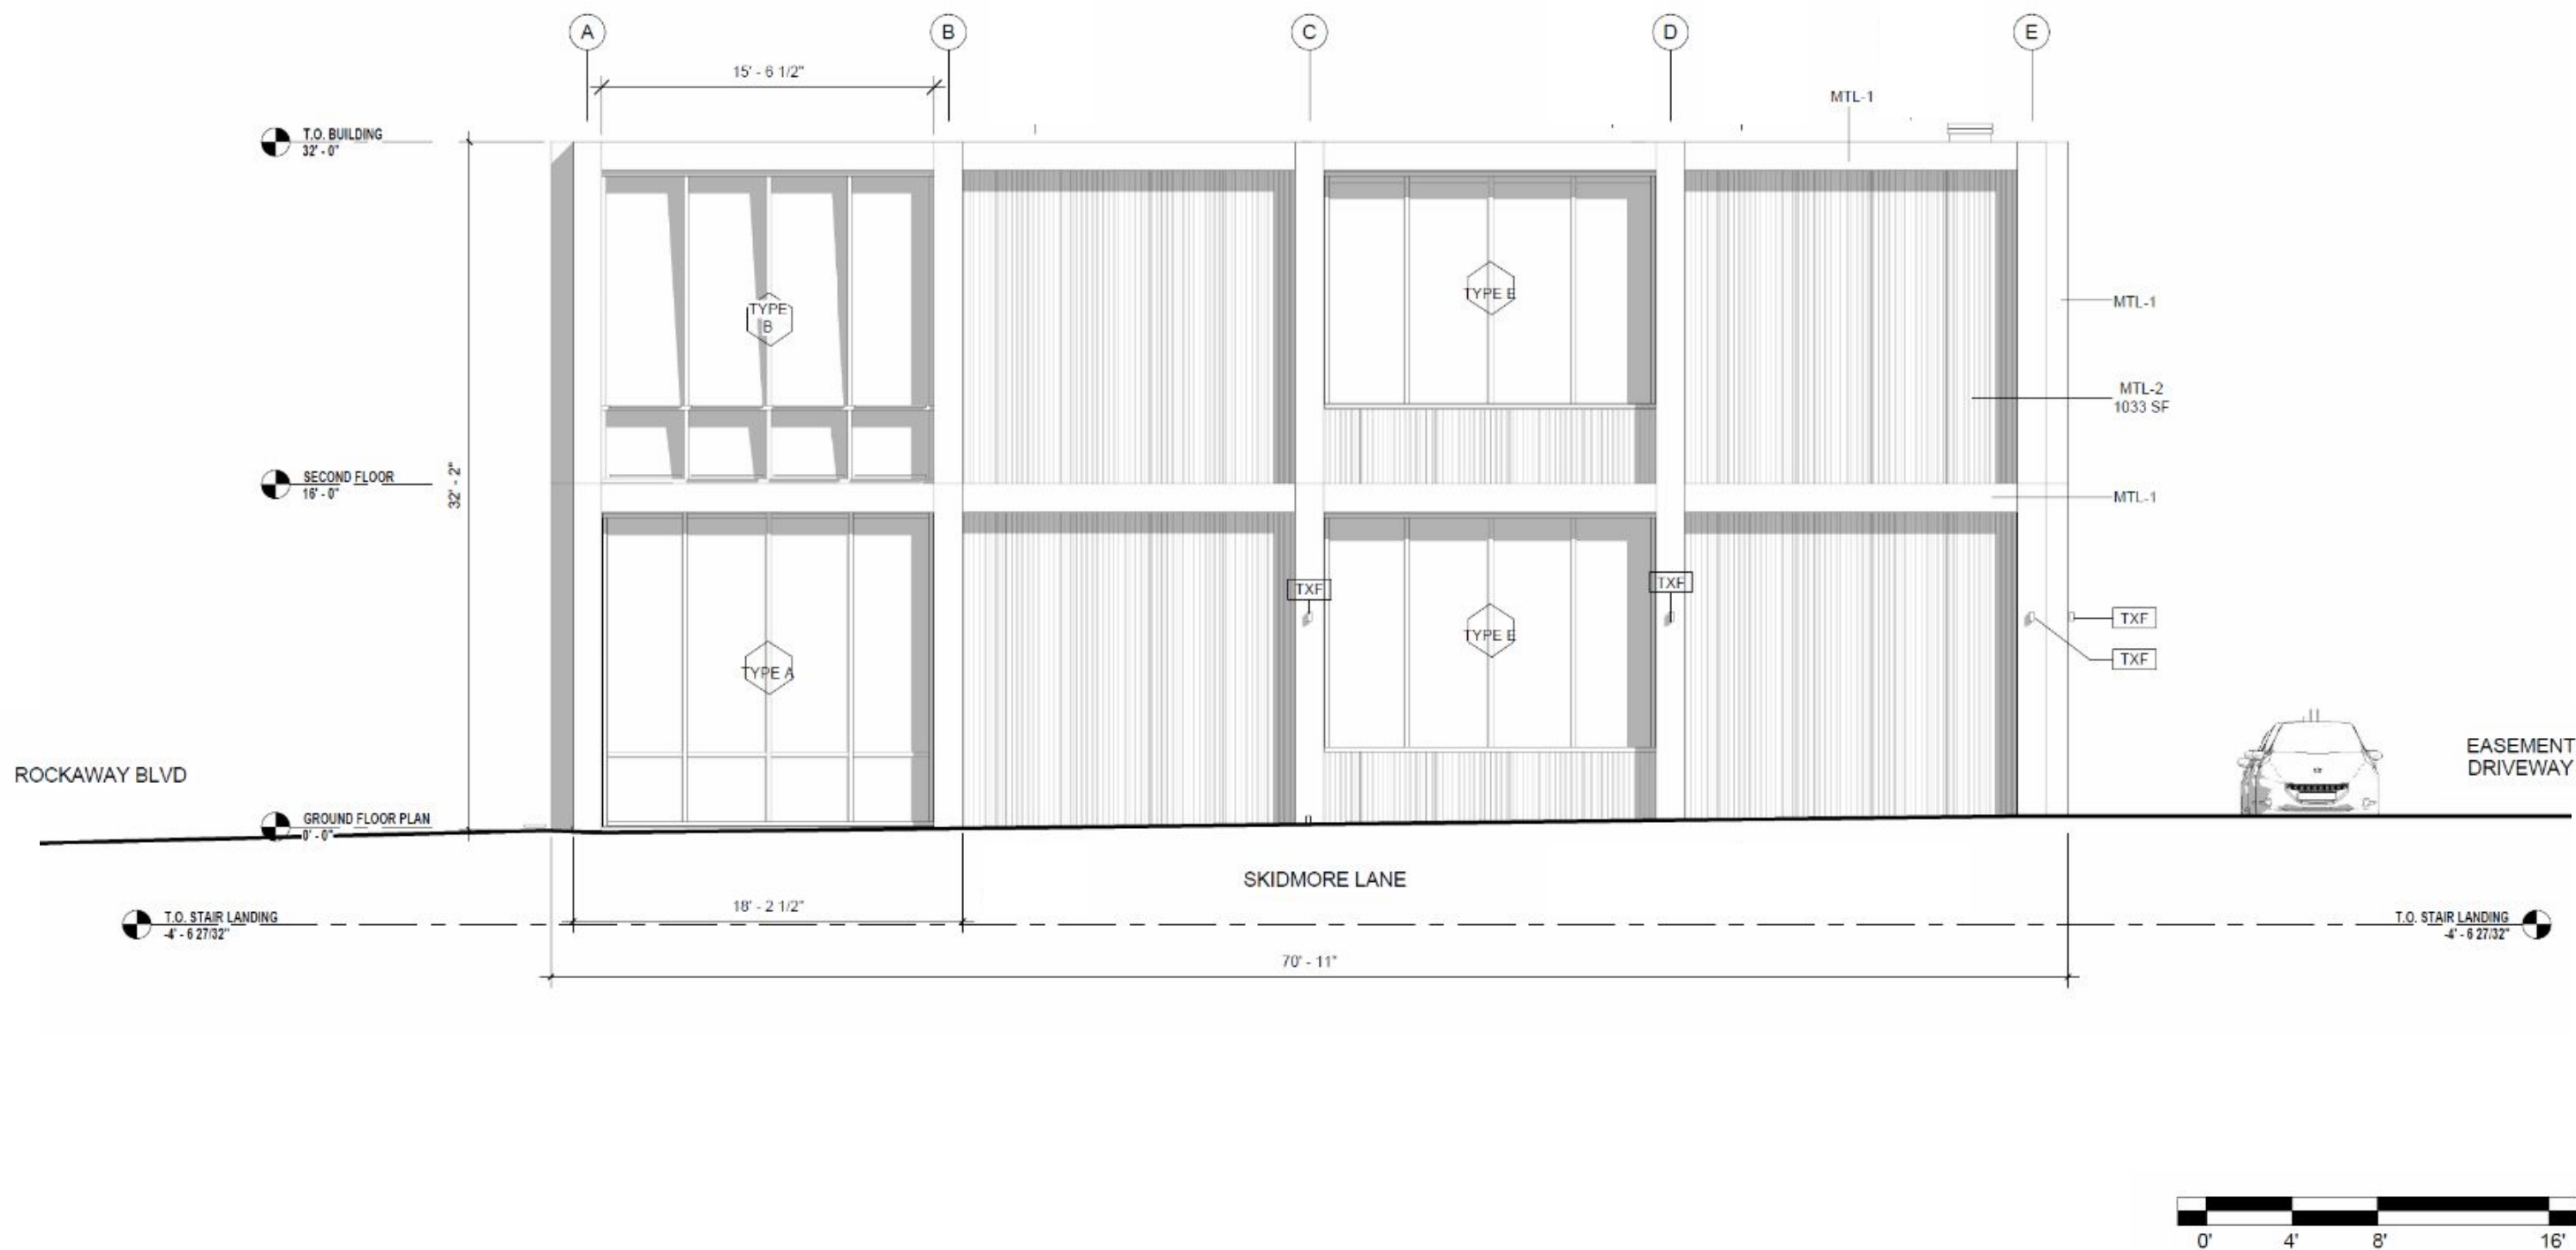 A
B
C
D
E
15' - 6 1/2"
MTL-1
T.O. BUILDING
32' - 0"
TYPE
B
TYPE E
MTL-1
MTL-2
1033 SF
SECOND FLOOR
16' - 0"
32' - 2"
MTL-1
TXF
TXF
TYPE A
TYPE E
TXF
TXF
ROCKAWAY BLVD
EASEMENT
DRIVEWAY
GROUND FLOOR PLAN
0' - 0"
SKIDMORE LANE
T.O. STAIR LANDING
-4' - 6 27/32"
18' - 2 1/2"
T.O. STAIR LANDING
-4' - 6 27/32"
70' - 11"
0'
4'
8'
16'